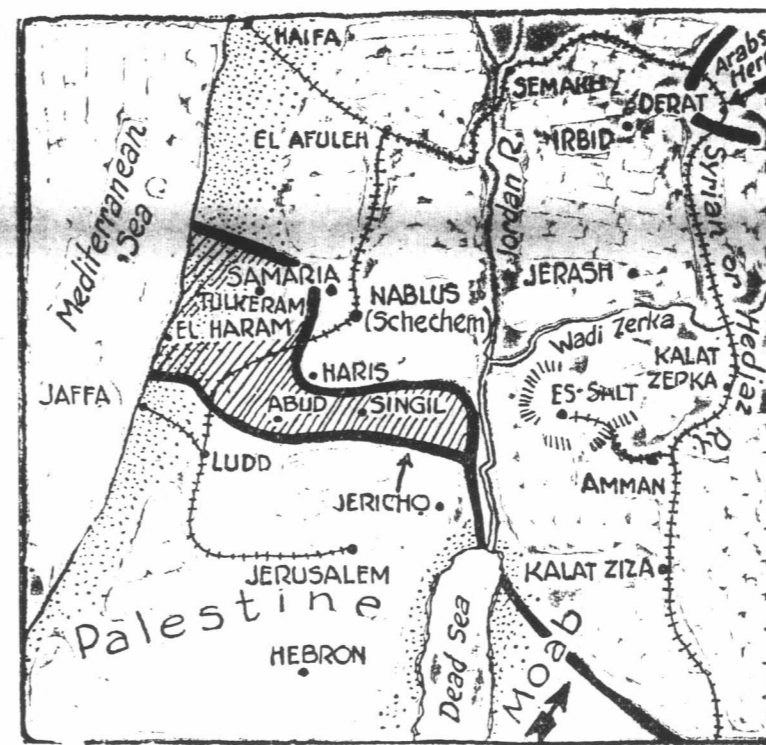 HAIFA
SEMAKH
Arabs
Here
DERAT
EL AFULEH
IRBID
Mediterranean
Sea
Jordan R.
Syrian or Hedjaz Ry.
SAMARIA
TULKERAM
EL HARAM
NABLUS
(Schechem)
JERASH
Wadi Zerka
KALAT
ZERKA
HARIS
JAFFA
ABUD
SINGIL
ES-SALT
LUDD
AMMAN
JERICHO
JERUSALEM
KALAT ZIZA
Palestine
HEBRON
Dead Sea
Moab